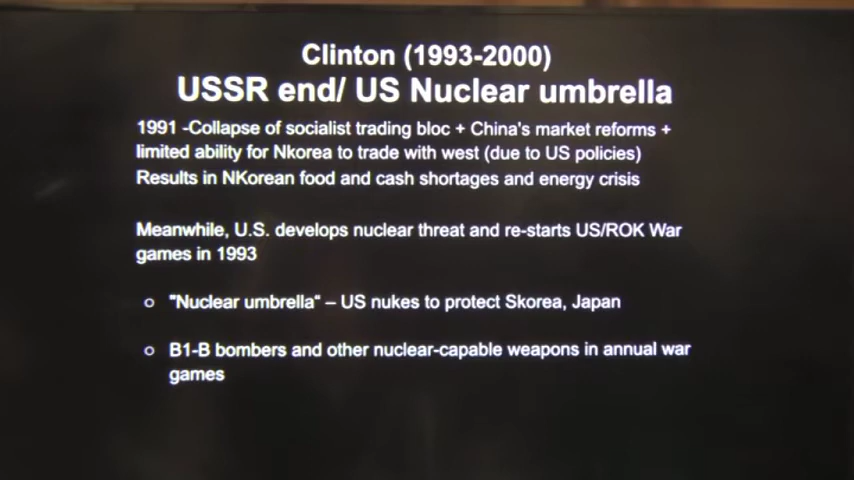 Clinton (1993-2000)
USSR end/ US Nuclear umbrella
1991 -Collapse of socialist trading bloc + China's market reforms +
limited ability for Nkorea to trade with west (due to US policies)
Results in NKorean food and cash shortages and energy crisis
Meanwhile, U.S. develops nuclear threat and re-starts US/ROK War
games in 1993
○ "Nuclear umbrella“ – US nukes to protect Skorea, Japan
○ B1-B bombers and other nuclear-capable weapons in annual war
games